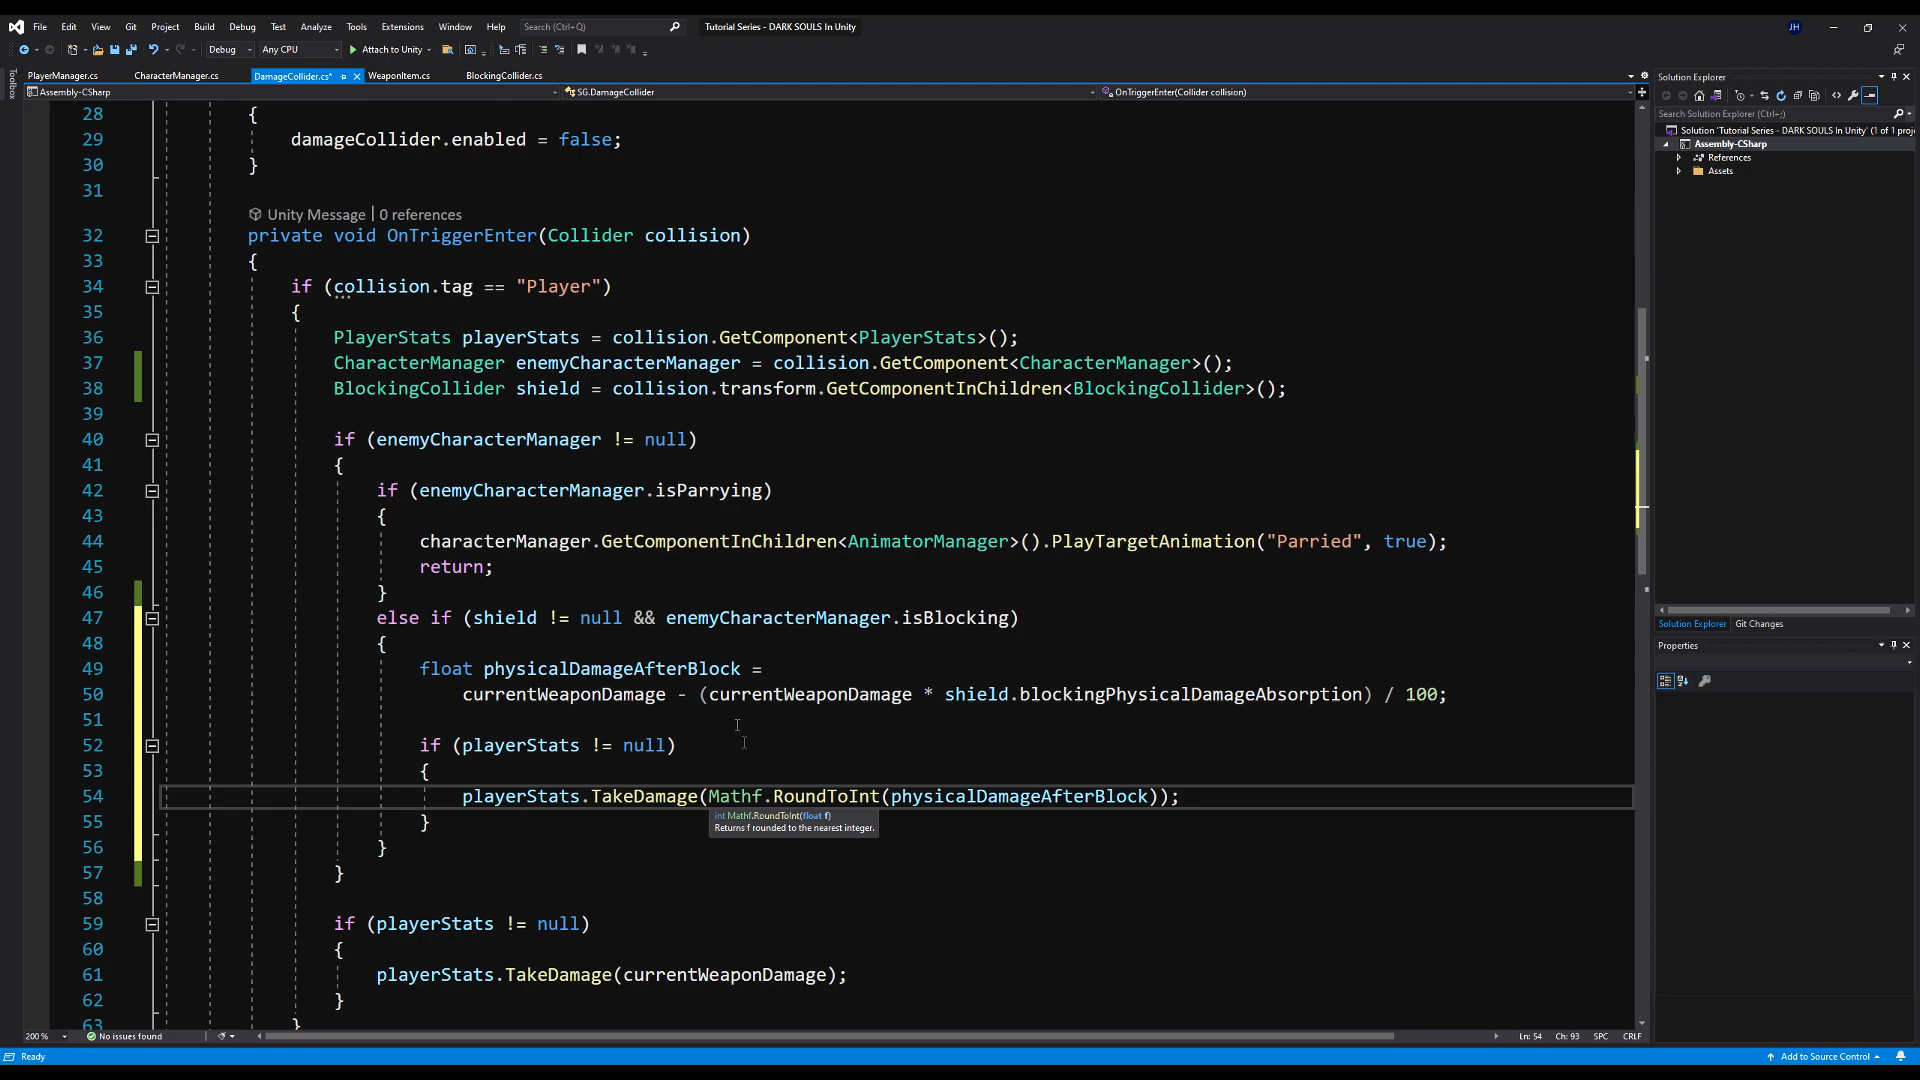 File Edit View Git Project Build Debug Test Analyze Tools Extensions Window Help Search (Ctrl+Q) Tutorial Series - DARK SOULS In Unity JH
Debug Any CPU Attach to Unity
Toolbox
PlayerManager.cs CharacterManager.cs DamageCollider.cs* WeaponItem.cs BlockingCollider.cs
Assembly-CSharp SG.DamageCollider OnTriggerEnter(Collider collision)
28 {
29 damageCollider.enabled = false;
30 }
31
Unity Message | 0 references
32 private void OnTriggerEnter(Collider collision)
33 {
34 if (collision.tag == "Player")
35 {
36 PlayerStats playerStats = collision.GetComponent<PlayerStats>();
37 CharacterManager enemyCharacterManager = collision.GetComponent<CharacterManager>();
38 BlockingCollider shield = collision.transform.GetComponentInChildren<BlockingCollider>();
39
40 if (enemyCharacterManager != null)
41 {
42 if (enemyCharacterManager.isParrying)
43 {
44 characterManager.GetComponentInChildren<AnimatorManager>().PlayTargetAnimation("Parried", true);
45 return;
46 }
47 else if (shield != null && enemyCharacterManager.isBlocking)
48 {
49 float physicalDamageAfterBlock =
50 currentWeaponDamage - (currentWeaponDamage * shield.blockingPhysicalDamageAbsorption) / 100;
51
52 if (playerStats != null)
53 {
54 playerStats.TakeDamage(Mathf.RoundToInt(physicalDamageAfterBlock));
int Mathf.RoundToInt(float f)
Returns f rounded to the nearest integer.
55 }
56 }
57 }
58
59 if (playerStats != null)
60 {
61 playerStats.TakeDamage(currentWeaponDamage);
62 }
63 }
200 % No issues found Ln: 54 Ch: 93 SPC CRLF
Ready Add to Source Control
Solution Explorer
Search Solution Explorer (Ctrl+;)
Solution 'Tutorial Series - DARK SOULS In Unity' (1 of 1 proj
Assembly-CSharp
References
Assets
Solution Explorer Git Changes
Properties